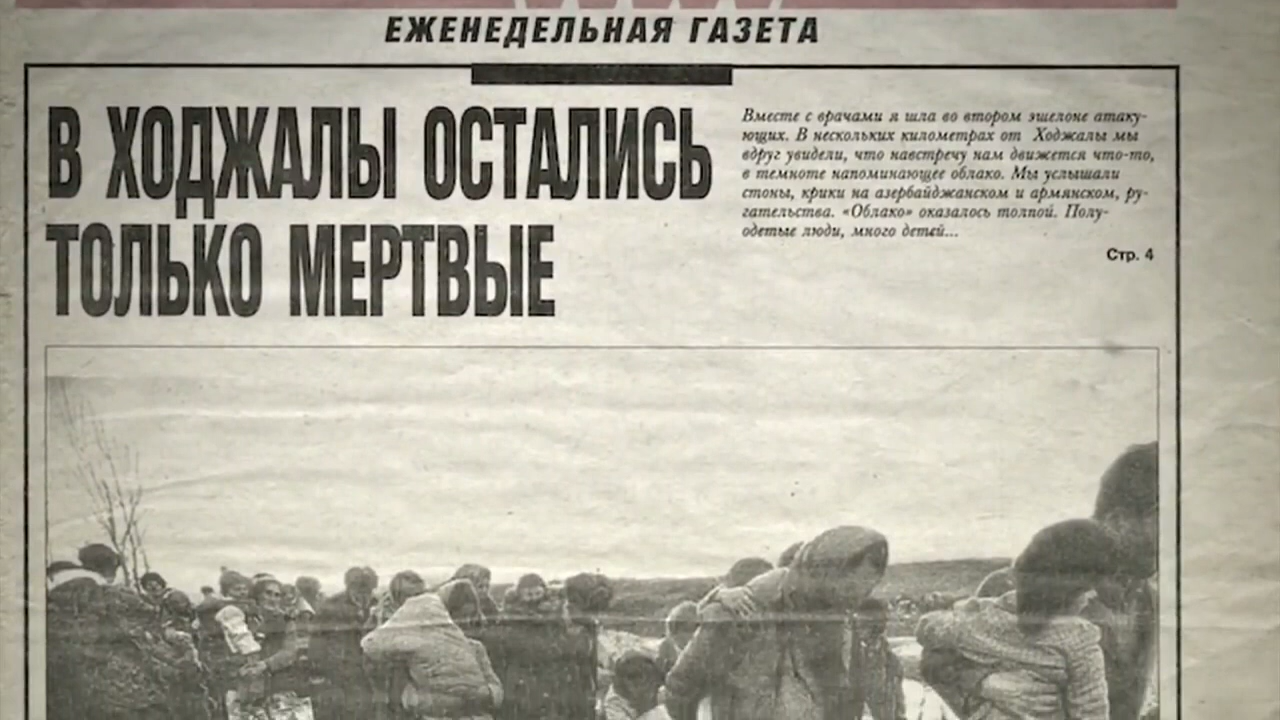 ЕЖЕНЕДЕЛЬНАЯ ГАЗЕТА
В ХОДЖАЛЫ ОСТАЛИСЬ
ТОЛЬКО МЕРТВЫЕ
Вместе с врачами я шла во втором эшелоне атаку-
ющих. В нескольких километрах от Ходжалы мы
вдруг увидели, что навстречу нам движется что-то,
в темноте напоминающее облако. Мы услышали
стоны, крики на азербайджанском и армянском, ру-
гательства. «Облако» оказалось толпой. Полу-
одетые люди, много детей...
Стр. 4